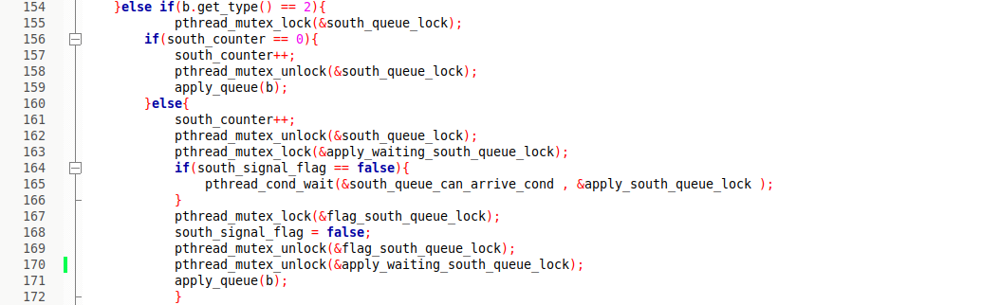 154 }else if(b.get_type() == 2){
155 pthread_mutex_lock(&south_queue_lock);
156 if(south_counter == 0){
157 south_counter++;
158 pthread_mutex_unlock(&south_queue_lock);
159 apply_queue(b);
160 }else{
161 south_counter++;
162 pthread_mutex_unlock(&south_queue_lock);
163 pthread_mutex_lock(&apply_waiting_south_queue_lock);
164 if(south_signal_flag == false){
165 pthread_cond_wait(&south_queue_can_arrive_cond , &apply_south_queue_lock );
166 }
167 pthread_mutex_lock(&flag_south_queue_lock);
168 south_signal_flag = false;
169 pthread_mutex_unlock(&flag_south_queue_lock);
170 pthread_mutex_unlock(&apply_waiting_south_queue_lock);
171 apply_queue(b);
172 }